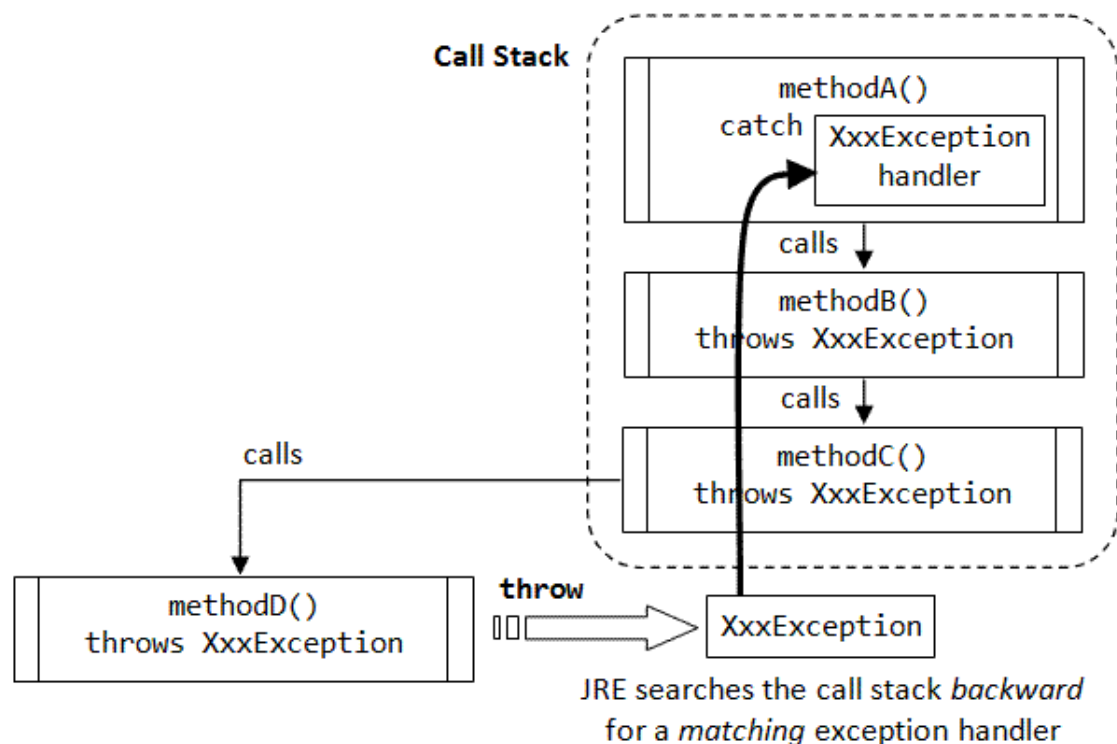 Call Stack
methodA()
catch
XxxException
handler
calls
methodB()
throws XxxException
calls
methodC()
throws XxxException
calls
methodD()
throws XxxException
throw
XxxException
JRE searches the call stack backward
for a matching exception handler